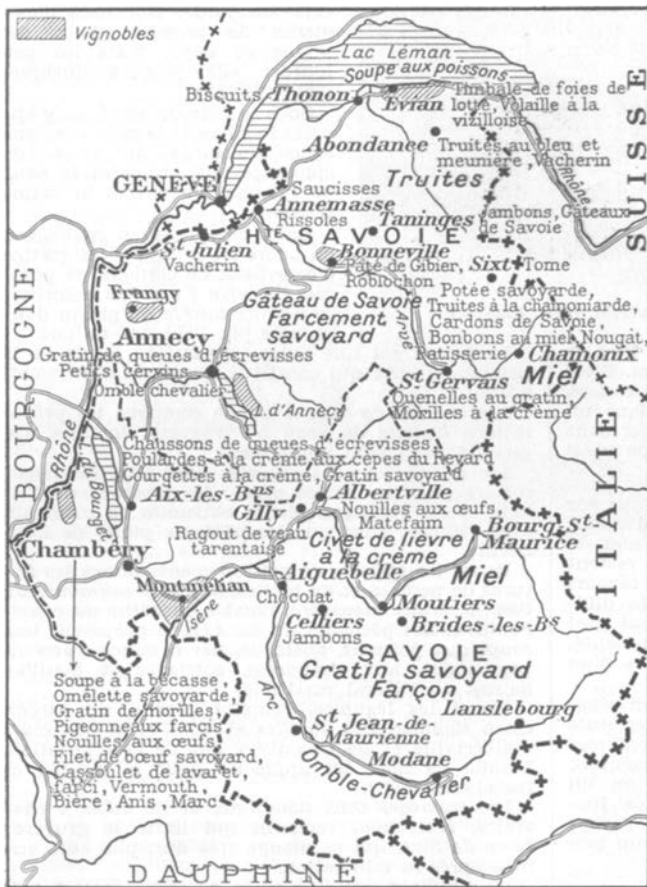 Vignobles
Lac Léman
Soupe aux poissons
Biscuits Thonon
Evian
Timbale de foies de
lotte, Volaille à la
vizilloise
Abondance
Truites au bleu et
meunière, Vacherin
Truites
Rhône
SUISSE
GENÈVE
Saucisses
Annemasse
Rissoles
Taninges
Jambons, Gateaux
de Savoie
Hte SAVOIE
St Julien
Vacherin
Bonneville
Pâté de Gibier,
Roblochon
Sixt
Tome
Frangy
Gâteau de Savoie
Farcement
savoyard
Arve
Potée savoyarde,
Truites à la chamoniarde,
Cardons de Savoie,
Bonbons au miel, Nougat,
Patisserie
Chamonix
Miel
BOURGOGNE
Annecy
Gratin de queues d'écrevisses
Petits cervins
Omble chevalier
L. d'Annecy
St Gervais
Quenelles au gratin,
Morilles à la crème
ITALIE
Chaussons de queues d'écrevisses
Poulardes à la crème aux cèpes du Revard
Courgettes à la crème, Gratin savoyard
Rhône
du Bourget
Aix-les-Bns
Gilly
Albertville
Nouilles aux œufs,
Matefaim
Ragout de veau
tarentaise
Civet de lièvre
à la crème
Bourg St-
Maurice
Chambéry
Aiguebelle
Chocolat
Miel
Montmélian
Isère
Moutiers
Celliers
Jambons
Brides-les-Bs
SAVOIE
Gratin savoyard
Farçon
Soupe à la bécasse
Omelette savoyarde,
Gratin de morilles,
Pigeonneaux farcis
Nouilles aux œufs,
Filet de bœuf savoyard,
Cassoulet de lavaret,
farci, Vermouth,
Bière, Anis, Marc
Arc
Lanslebourg
St Jean-de-
Maurienne
Modane
Omble-Chevalier
DAUPHINÉ